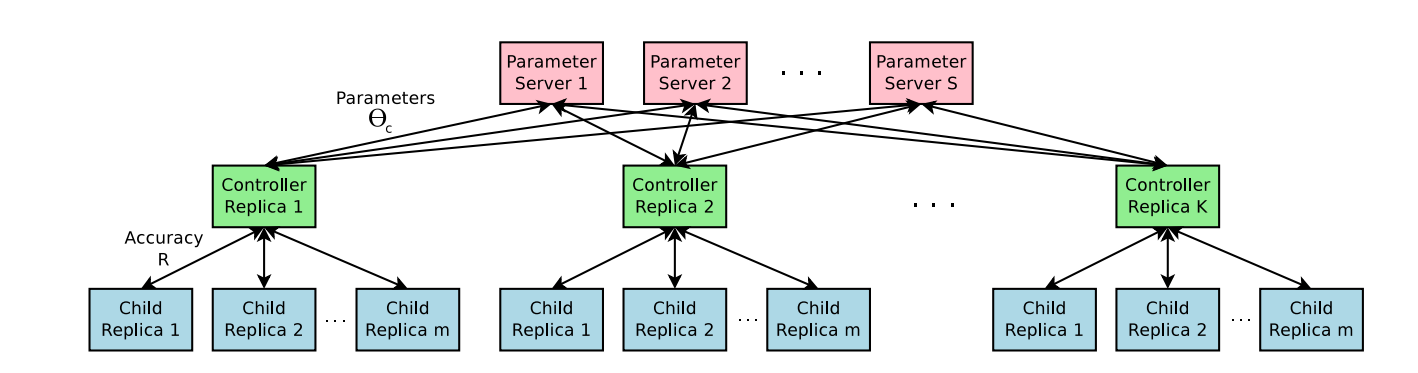 Parameter
Server 1
Parameter
Server 2
. . .
Parameter
Server S
Parameters
Θc
Controller
Replica 1
Controller
Replica 2
. . .
Controller
Replica K
Accuracy
R
Child
Replica 1
Child
Replica 2
...
Child
Replica m
Child
Replica 1
Child
Replica 2
...
Child
Replica m
Child
Replica 1
Child
Replica 2
...
Child
Replica m